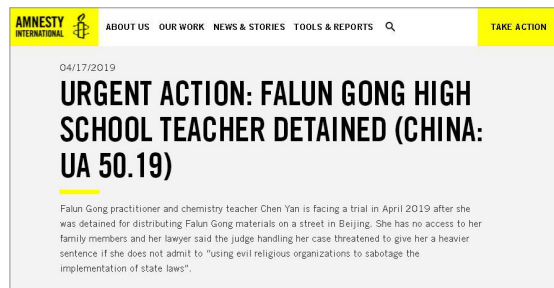 AMNESTY
INTERNATIONAL
ABOUT US OUR WORK NEWS & STORIES TOOLS & REPORTS TAKE ACTION
04/17/2019
URGENT ACTION: FALUN GONG HIGH
SCHOOL TEACHER DETAINED (CHINA:
UA 50.19)
Falun Gong practitioner and chemistry teacher Chen Yan is facing a trial in April 2019 after she
was detained for distributing Falun Gong materials on a street in Beijing. She has no access to her
family members and her lawyer said the judge handling her case threatened to give her a heavier
sentence if she does not admit to "using evil religious organizations to sabotage the
implementation of state laws".